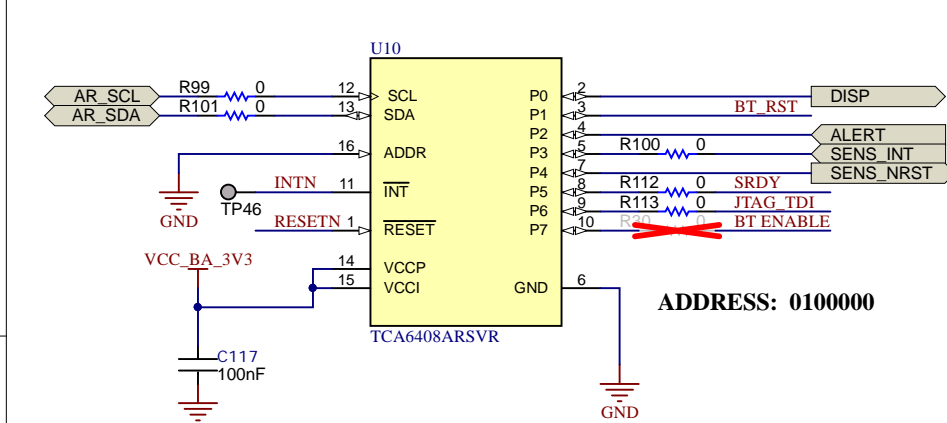 U10
AR_SCL R99 0 12 SCL P0 2 DISP
AR_SDA R101 0 13 SDA P1 3 BT_RST
P2 4 ALERT
16 ADDR P3 5 R100 0 SENS_INT
P4 7 SENS_NRST
TP46 INTN 11 INT P5 8 R112 0 SRDY
P6 9 R113 0 JTAG_TDI
RESETN 1 RESET P7 10 R30 0 BT ENABLE
GND
VCC_BA_3V3
14 VCCP
15 VCCI GND 6
ADDRESS: 0100000
TCA6408ARSVR
C117
100nF
GND